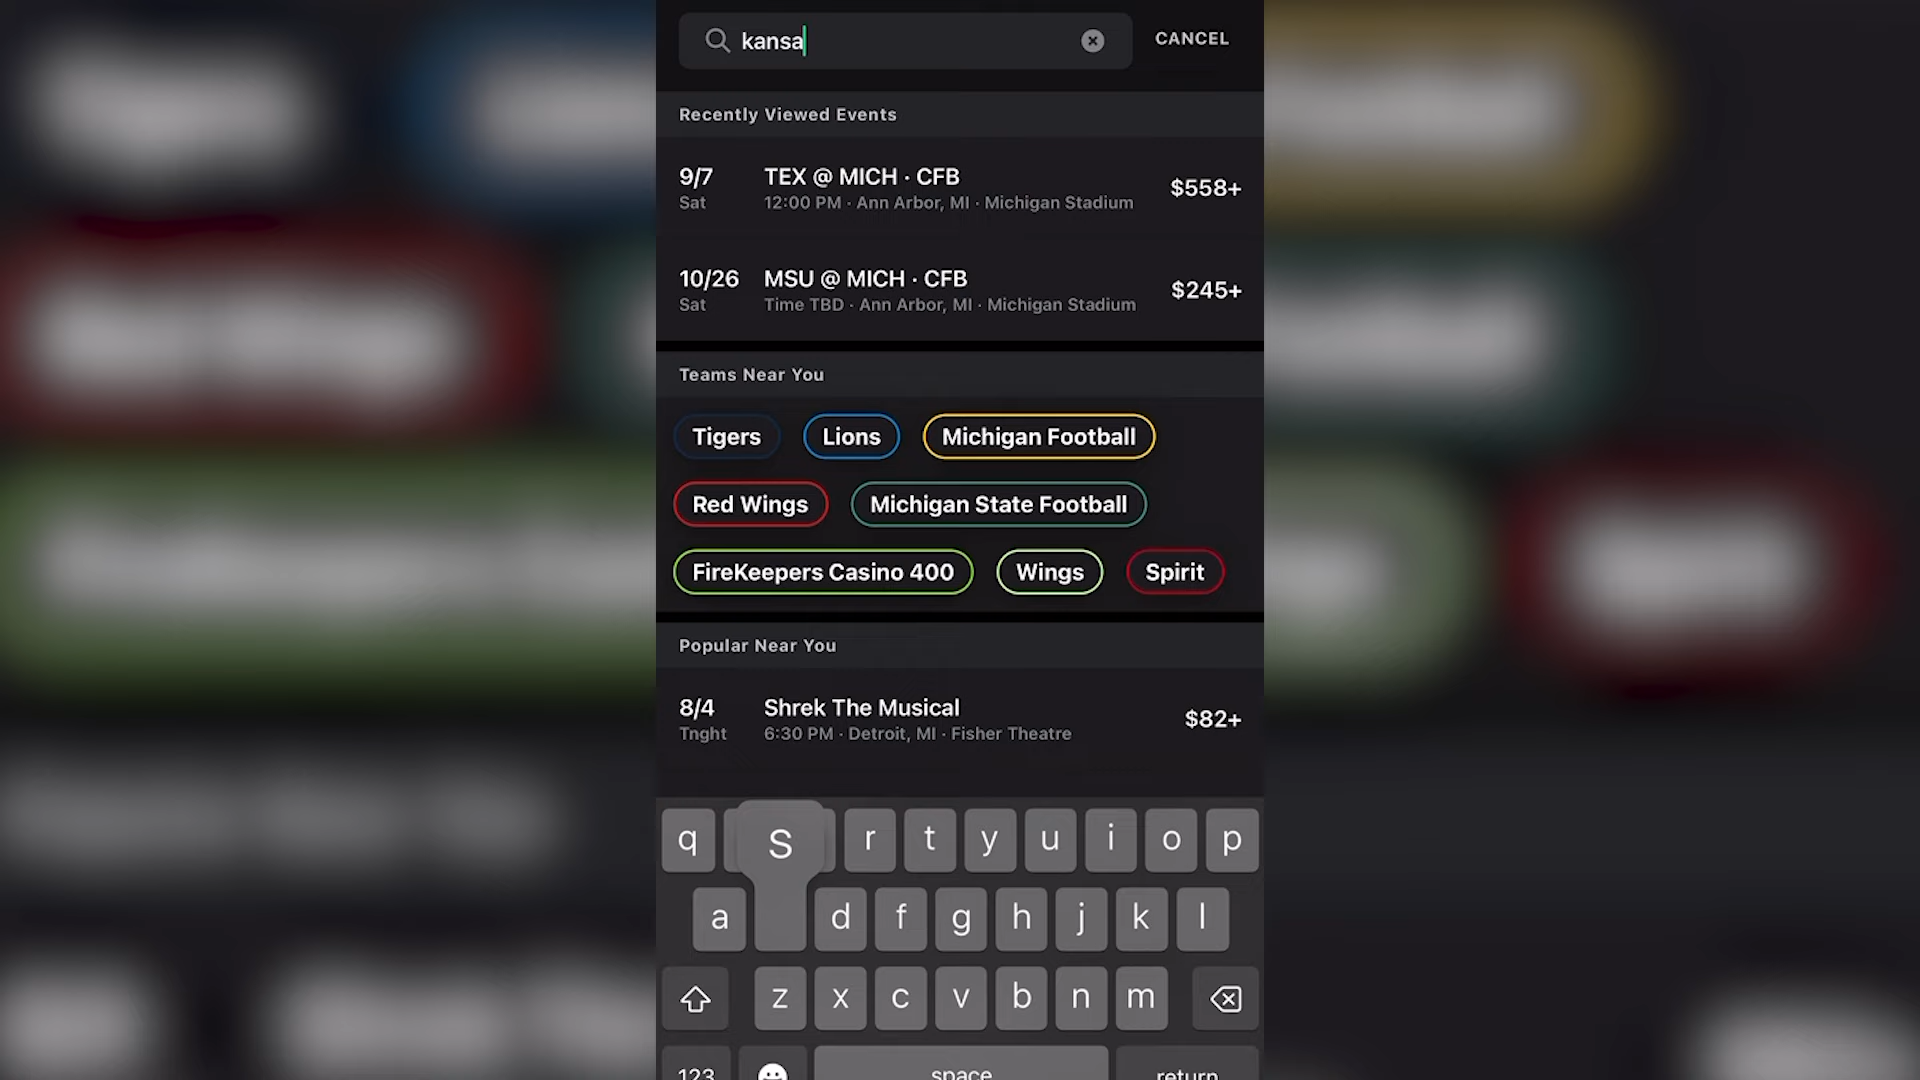 kansa
CANCEL
Recently Viewed Events
9/7 TEX @ MICH · CFB $558+
Sat 12:00 PM · Ann Arbor, MI · Michigan Stadium
10/26 MSU @ MICH · CFB $245+
Sat Time TBD · Ann Arbor, MI · Michigan Stadium
Teams Near You
Tigers Lions Michigan Football
Red Wings Michigan State Football
FireKeepers Casino 400 Wings Spirit
Popular Near You
8/4 Shrek The Musical $82+
Tnght 6:30 PM · Detroit, MI · Fisher Theatre
q S r t y u i o p
a d f g h j k l
z x c v b n m
123 space return